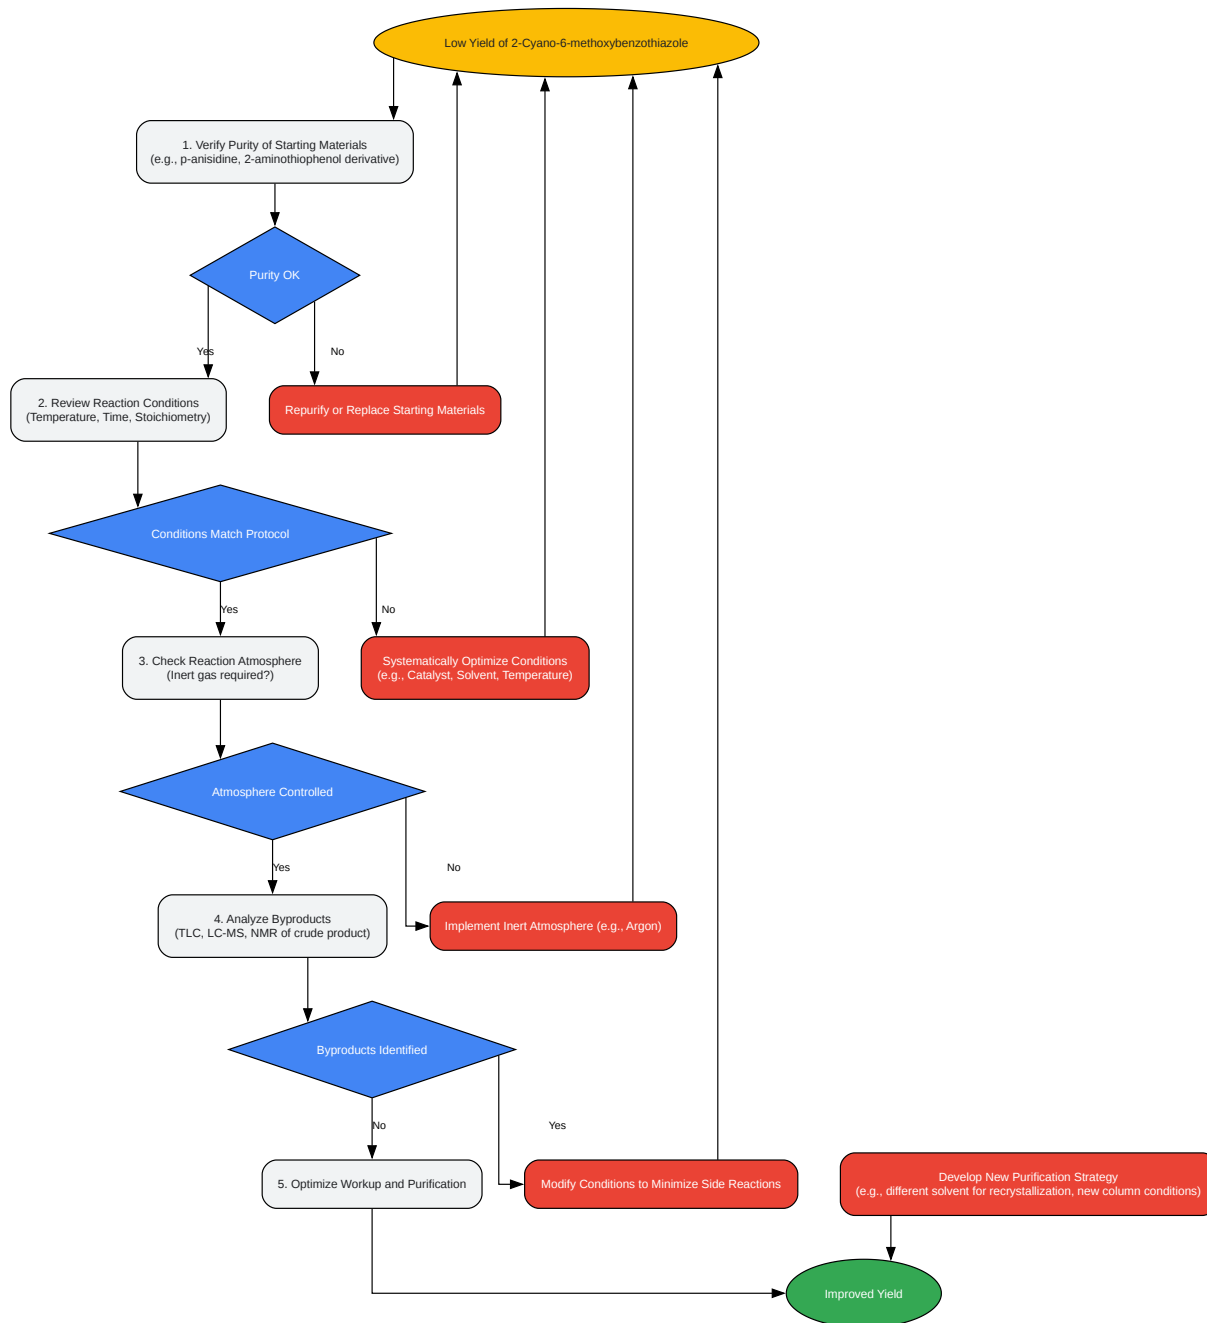 Low Yield of 2-Cyano-6-methoxybenzothiazole
1. Verify Purity of Starting Materials
(e.g., p-anisidine, 2-aminothiophenol derivative)
Purity OK
Yes
No
2. Review Reaction Conditions
(Temperature, Time, Stoichiometry)
Repurify or Replace Starting Materials
Conditions Match Protocol
Yes
No
3. Check Reaction Atmosphere
(Inert gas required?)
Systematically Optimize Conditions
(e.g., Catalyst, Solvent, Temperature)
Atmosphere Controlled
Yes
No
4. Analyze Byproducts
(TLC, LC-MS, NMR of crude product)
Implement Inert Atmosphere (e.g., Argon)
Byproducts Identified
No
Yes
5. Optimize Workup and Purification
Modify Conditions to Minimize Side Reactions
Develop New Purification Strategy
(e.g., different solvent for recrystallization, new column conditions)
Improved Yield